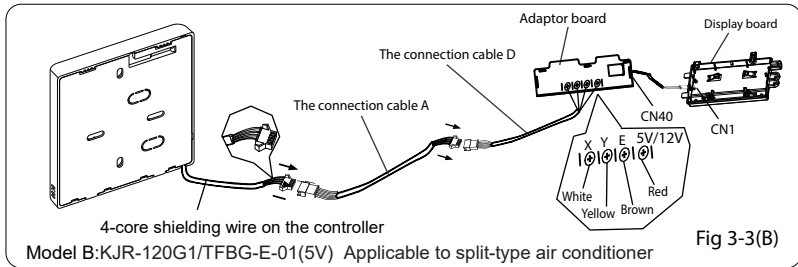 Adaptor board
Display board
The connection cable D
The connection cable A
CN40
CN1
X Y E 5V/12V
White
Yellow
Brown
Red
4-core shielding wire on the controller
Fig 3-3(B)
Model B:KJR-120G1/TFBG-E-01(5V) Applicable to split-type air conditioner